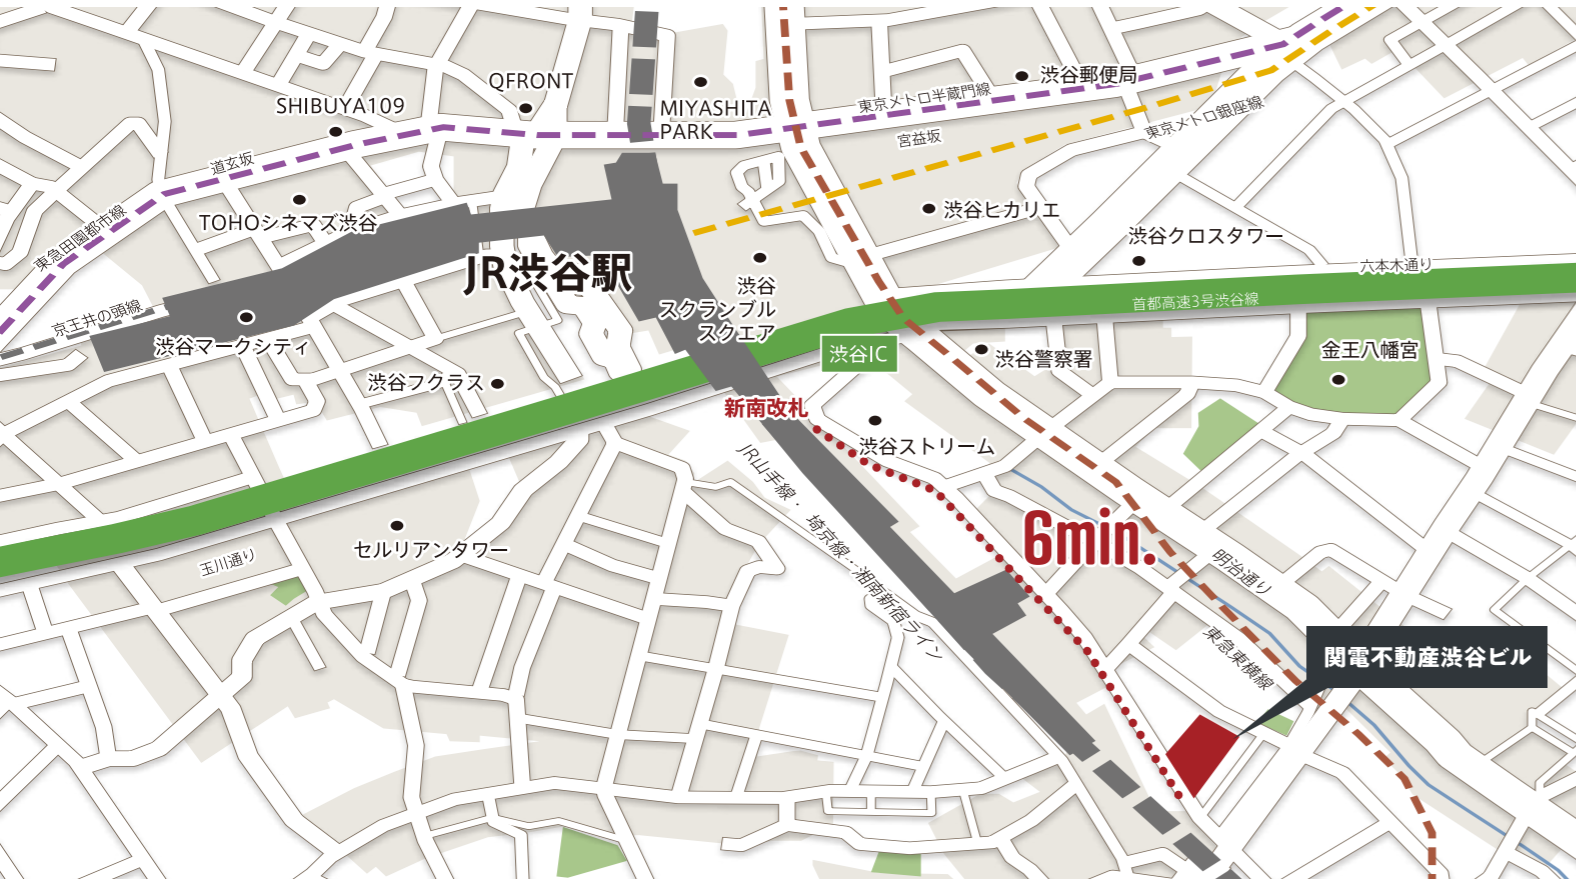 QFRONT
SHIBUYA109
MIYASHITA
PARK
渋谷郵便局
東京メトロ半蔵門線
東京メトロ銀座線
宮益坂
道玄坂
TOHOシネマズ渋谷
東急田園都市線
渋谷ヒカリエ
渋谷クロスタワー
六本木通り
首都高速3号渋谷線
JR渋谷駅
渋谷
スクランブル
スクエア
京王井の頭線
渋谷マークシティ
渋谷フクラス
渋谷IC
渋谷警察署
金王八幡宮
新南改札
渋谷ストリーム
JR山手線・埼京線・湘南新宿ライン
6min.
セルリアンタワー
玉川通り
明治通り
東急東横線
関電不動産渋谷ビル